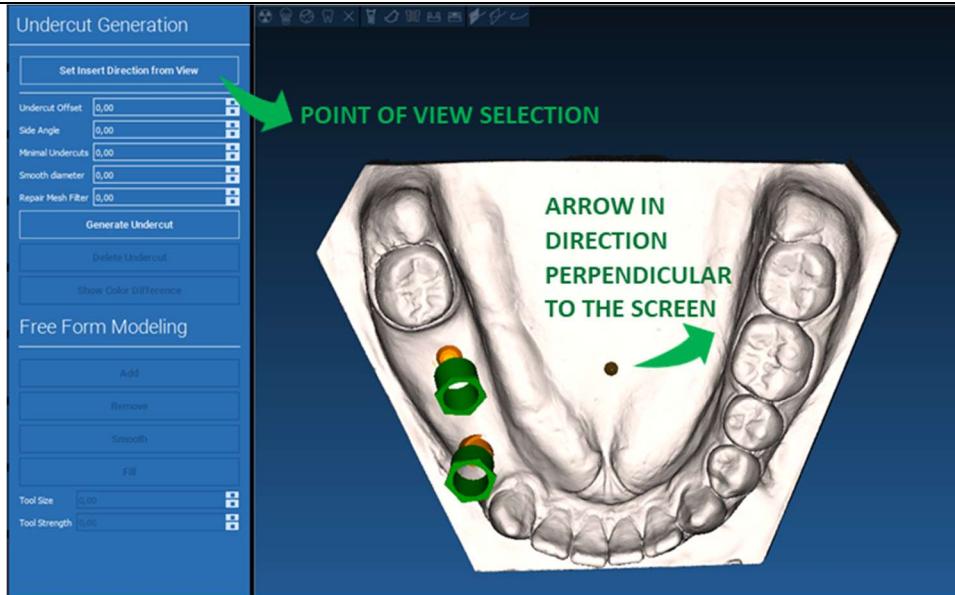 Undercut Generation
Set Insert Direction from View
Undercut Offset 0,00
Side Angle 0,00
Minimal Undercuts 0,00
Smooth diameter 0,00
Repair Mesh Filter 0,00
Generate Undercut
Delete Undercut
Show Color Difference
Free Form Modeling
Add
Remove
Smooth
Fill
Tool Size 0,00
Tool Strength 0,00
POINT OF VIEW SELECTION
ARROW IN
DIRECTION
PERPENDICULAR
TO THE SCREEN